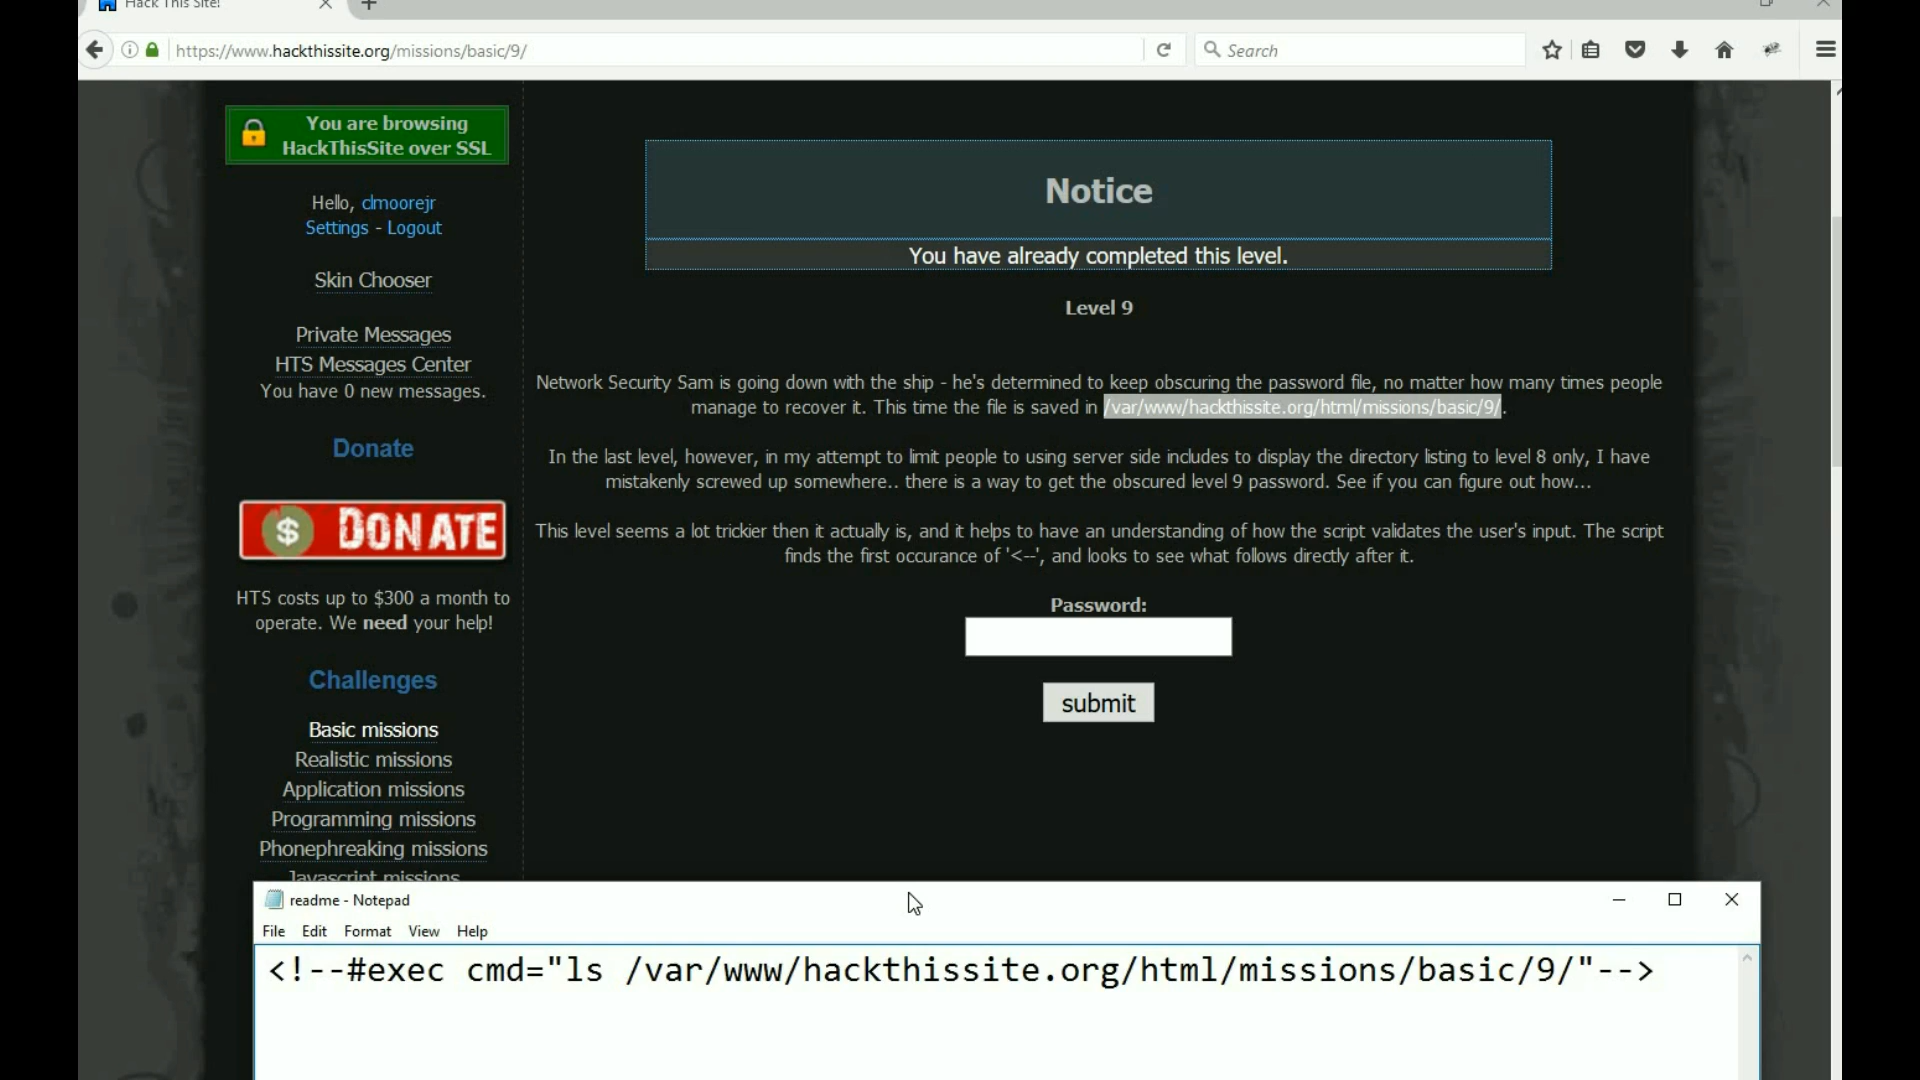 Hack This Site!
https://www.hackthissite.org/missions/basic/9/
Search
You are browsing
HackThisSite over SSL
Hello, clmoorejr
Settings - Logout
Skin Chooser
Private Messages
HTS Messages Center
You have 0 new messages.
Donate
$ DONATE
HTS costs up to $300 a month to
operate. We need your help!
Challenges
Basic missions
Realistic missions
Application missions
Programming missions
Phonephreaking missions
Javascript missions
Notice
You have already completed this level.
Level 9
Network Security Sam is going down with the ship - he's determined to keep obscuring the password file, no matter how many times people
manage to recover it. This time the file is saved in /var/www/hackthissite.org/html/missions/basic/9/.
In the last level, however, in my attempt to limit people to using server side includes to display the directory listing to level 8 only, I have
mistakenly screwed up somewhere.. there is a way to get the obscured level 9 password. See if you can figure out how...
This level seems a lot trickier then it actually is, and it helps to have an understanding of how the script validates the user's input. The script
finds the first occurance of '<--', and looks to see what follows directly after it.
Password:
submit
readme - Notepad
File Edit Format View Help
<!--#exec cmd="ls /var/www/hackthissite.org/html/missions/basic/9/"-->